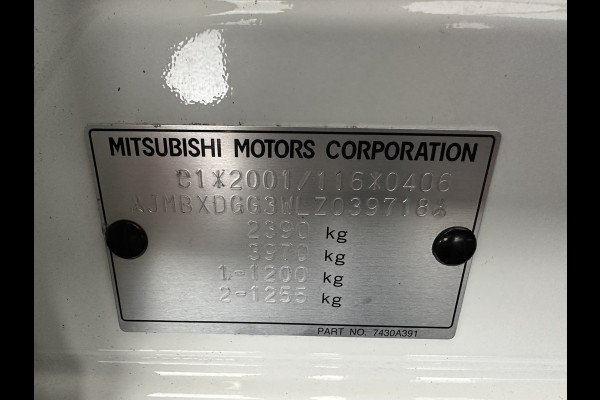 MITSUBISHI MOTORS CORPORATION
e1*2001/116*0406
*JMBXDGG3WLZ039718*
2390 kg
3970 kg
1-1200 kg
2-1255 kg
PART NO. 7430A391